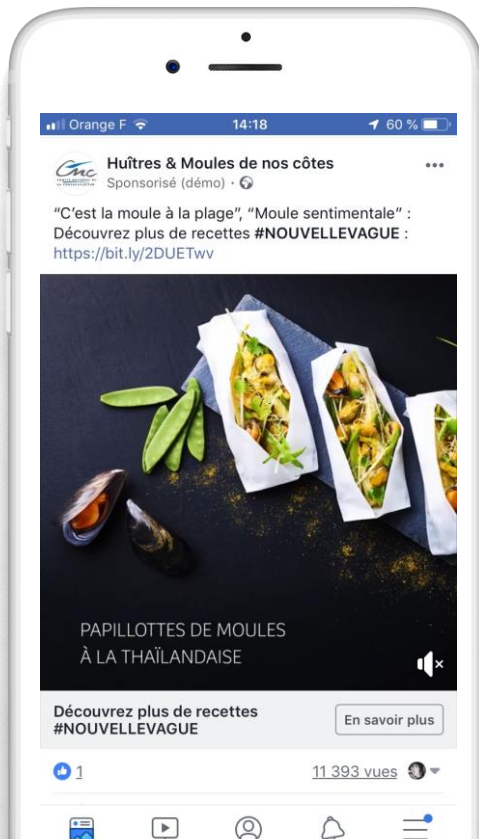 Orange F 14:18 60 %
Cnc
Huîtres & Moules de nos côtes
Sponsorisé (démo) ·
“C’est la moule à la plage”, “Moule sentimentale” :
Découvrez plus de recettes #NOUVELLEVAGUE :
https://bit.ly/2DUETwv
PAPILLOTTES DE MOULES
À LA THAÏLANDAISE
Découvrez plus de recettes
#NOUVELLEVAGUE
En savoir plus
1
11 393 vues